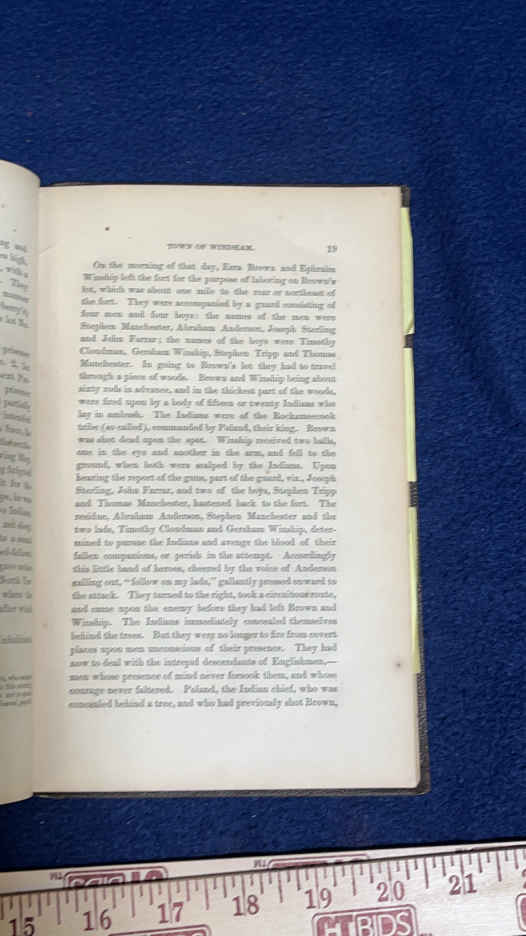 TOWN OF WINDHAM. 19
On the morning of that day, Ezra Brown and Ephraim
Winship left the fort for the purpose of laboring on Brown's
lot, which was about one mile to the rear or northeast of
the fort. They were accompanied by a guard consisting of
four men and four boys: the names of the men were
Stephen Manchester, Abraham Anderson, Joseph Starling
and John Farrar; the names of the boys were Timothy
Cloudman, Gersham Winship, Stephen Tripp and Thomas
Manchester. In going to Brown's lot they had to travel
through a piece of woods. Brown and Winship being about
sixty rods in advance, and in the thickest part of the woods,
were fired upon by a body of fifteen or twenty Indians who
lay in ambush. The Indians were of the Rockameecook
tribe (so called), commanded by Poland, their king. Brown
was shot dead upon the spot. Winship received two balls,
one in the eye and another in the arm, and fell to the
ground, when both were scalped by the Indians. Upon
hearing the report of the guns, part of the guard, viz., Joseph
Starling, John Farrar, and two of the boys, Stephen Tripp
and Thomas Manchester, hastened back to the fort. The
residue, Abraham Anderson, Stephen Manchester and the
two lads, Timothy Cloudman and Gersham Winship, deter-
mined to pursue the Indians and avenge the blood of their
fallen companions, or perish in the attempt. Accordingly
this little band of heroes, cheered by the voice of Anderson
calling out, "follow on my lads," gallantly pressed onward to
the attack. They turned to the right, took a circuitous route,
and came upon the enemy before they had left Brown and
Winship. The Indians immediately concealed themselves
behind the trees. But they were no longer to fire from covert
places upon men unconscious of their presence. They had
now to deal with the intrepid descendants of Englishmen,—
men whose presence of mind never forsook them, and whose
courage never faltered. Poland, the Indian chief, who was
concealed behind a tree, and who had previously shot Brown,
15 16 17 18 19 20 21